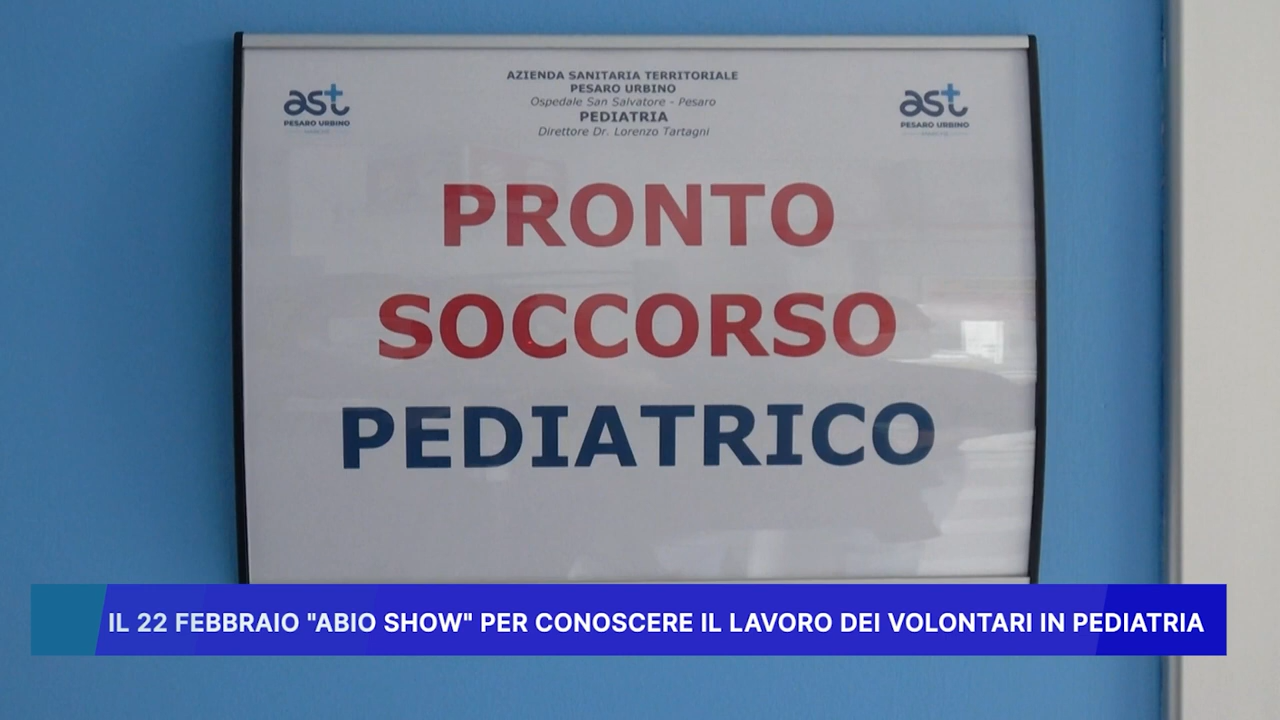 AZIENDA SANITARIA TERRITORIALE
PESARO URBINO
Ospedale San Salvatore - Pesaro
PEDIATRIA
Direttore Dr. Lorenzo Tartagni
ast
PESARO URBINO
ast
PESARO URBINO
PRONTO
SOCCORSO
PEDIATRICO
IL 22 FEBBRAIO "ABIO SHOW" PER CONOSCERE IL LAVORO DEI VOLONTARI IN PEDIATRIA